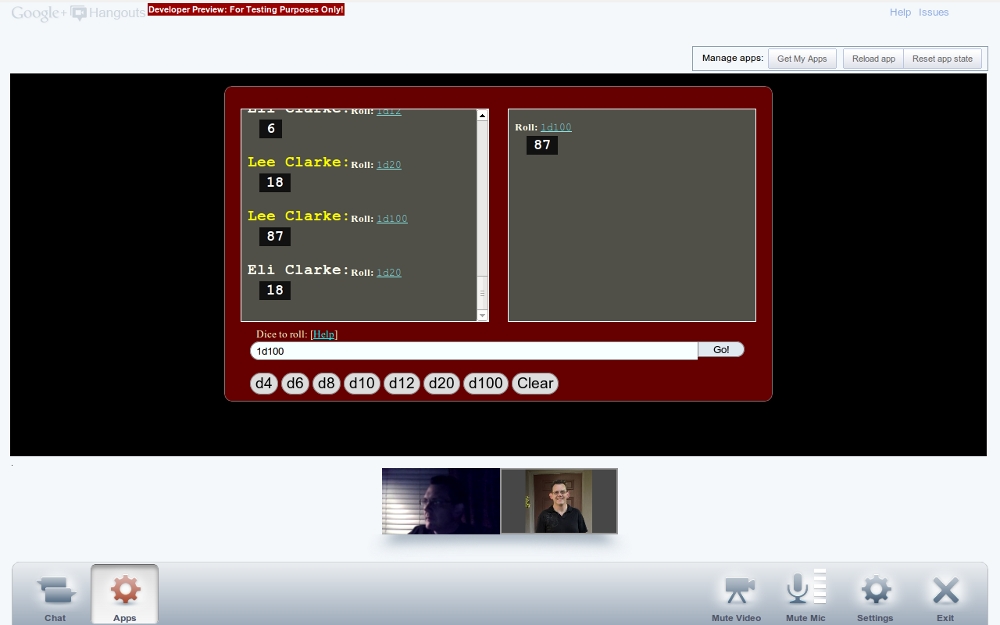 Google+ Hangouts Developer Preview: For Testing Purposes Only! Help Issues
Manage apps: Get My Apps Reload app Reset app state
Eli Clarke: Roll: 1d12
6
Lee Clarke: Roll: 1d20
18
Lee Clarke: Roll: 1d100
87
Eli Clarke: Roll: 1d20
18
Roll: 1d100
87
Dice to roll: [Help]
1d100 Go!
d4 d6 d8 d10 d12 d20 d100 Clear
Chat Apps Mute Video Mute Mic Settings Exit